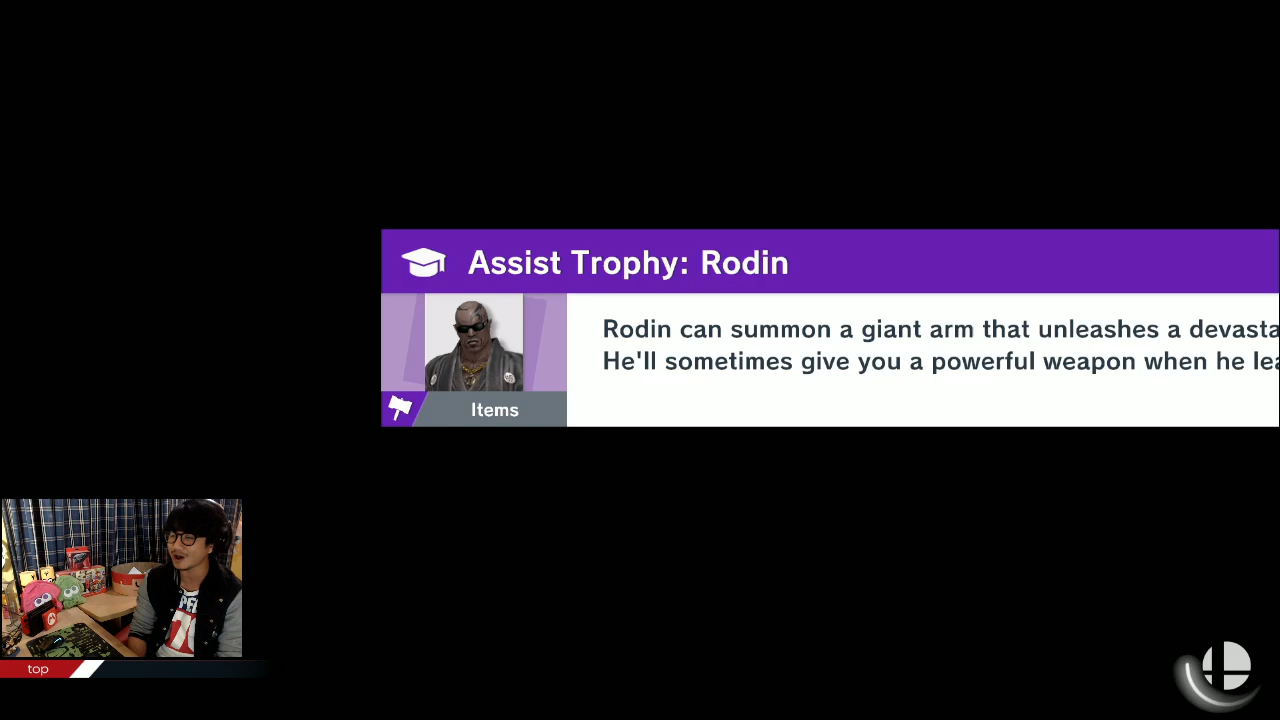 Assist Trophy: Rodin
Rodin can summon a giant arm that unleashes a devasta
He'll sometimes give you a powerful weapon when he lea
Items
top